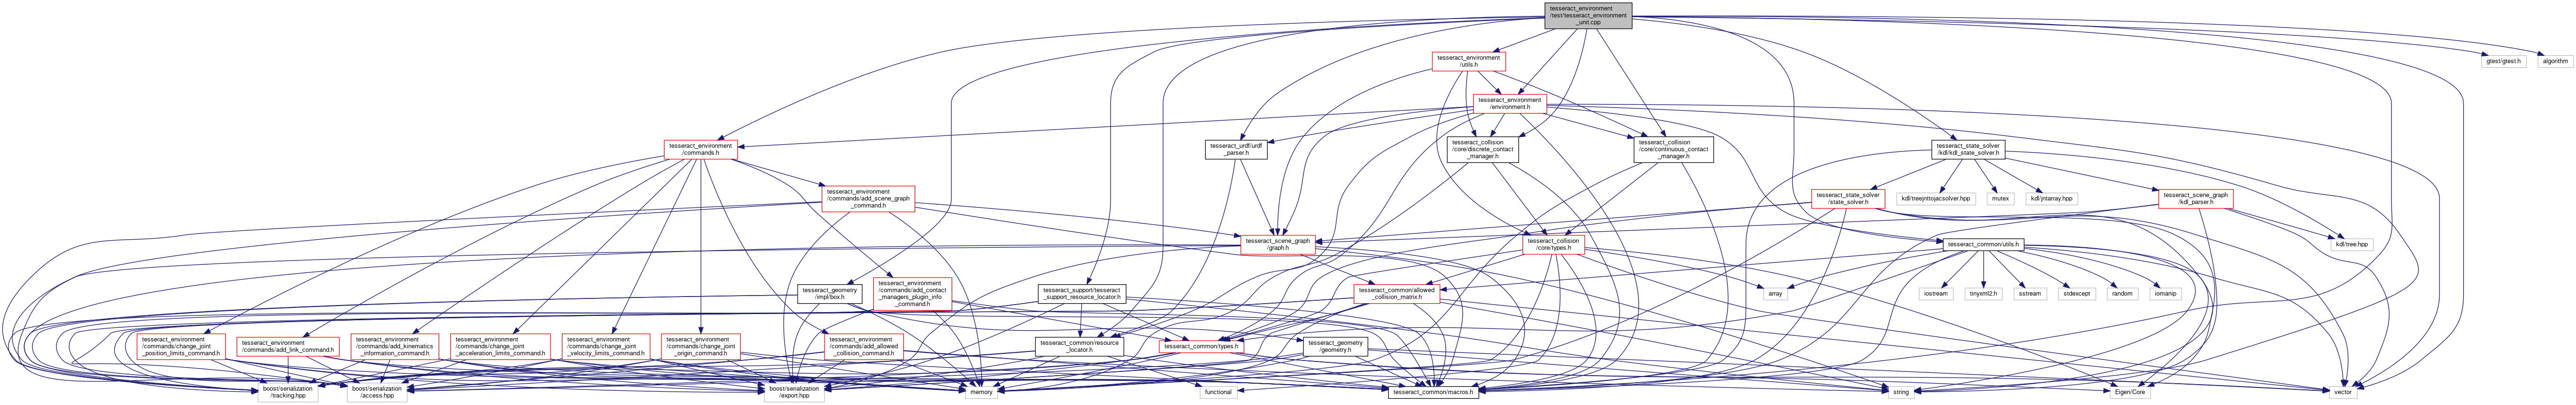 tesseract_environment
/test/tesseract_environment
_unit.cpp
tesseract_environment
/utils.h
gtest/gtest.h
algorithm
tesseract_environment
/environment.h
tesseract_environment
/commands.h
tesseract_urdf/urdf
_parser.h
tesseract_collision
/core/discrete_contact
_manager.h
tesseract_collision
/core/continuous_contact
_manager.h
tesseract_state_solver
/kdl/kdl_state_solver.h
tesseract_environment
/commands/add_scene_graph
_command.h
tesseract_state_solver
/state_solver.h
kdl/treejnttojacsolver.hpp
mutex
kdl/jntarray.hpp
tesseract_scene_graph
/kdl_parser.h
tesseract_scene_graph
/graph.h
tesseract_collision
/core/types.h
tesseract_common/utils.h
kdl/tree.hpp
tesseract_geometry
/impl/box.h
tesseract_environment
/commands/add_contact
_managers_plugin_info
_command.h
tesseract_support/tesseract
_support_resource_locator.h
tesseract_common/allowed
_collision_matrix.h
array
iostream
tinyxml2.h
sstream
stdexcept
random
iomanip
tesseract_environment
/commands/change_joint
_position_limits_command.h
tesseract_environment
/commands/add_link_command.h
tesseract_environment
/commands/add_kinematics
_information_command.h
tesseract_environment
/commands/change_joint
_acceleration_limits_command.h
tesseract_environment
/commands/change_joint
_velocity_limits_command.h
tesseract_environment
/commands/change_joint
_origin_command.h
tesseract_environment
/commands/add_allowed
_collision_command.h
tesseract_common/resource
_locator.h
tesseract_common/types.h
tesseract_geometry
/geometry.h
boost/serialization
/tracking.hpp
boost/serialization
/access.hpp
boost/serialization
/export.hpp
memory
functional
tesseract_common/macros.h
string
Eigen/Core
vector